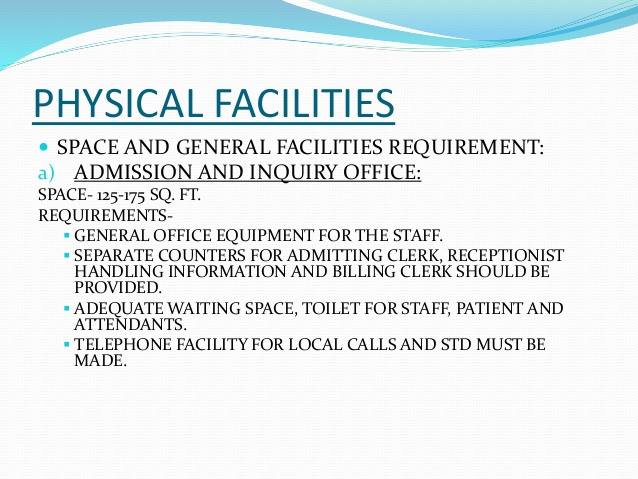 PHYSICAL FACILITIES
• SPACE AND GENERAL FACILITIES REQUIREMENT:
a) ADMISSION AND INQUIRY OFFICE:
SPACE- 125-175 SQ. FT.
REQUIREMENTS-
▪ GENERAL OFFICE EQUIPMENT FOR THE STAFF.
▪ SEPARATE COUNTERS FOR ADMITTING CLERK, RECEPTIONIST
HANDLING INFORMATION AND BILLING CLERK SHOULD BE
PROVIDED.
▪ ADEQUATE WAITING SPACE, TOILET FOR STAFF, PATIENT AND
ATTENDANTS.
▪ TELEPHONE FACILITY FOR LOCAL CALLS AND STD MUST BE
MADE.